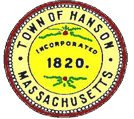 · TOWN OF HANSON ·
MASSACHUSETTS
INCORPORATED
1820.